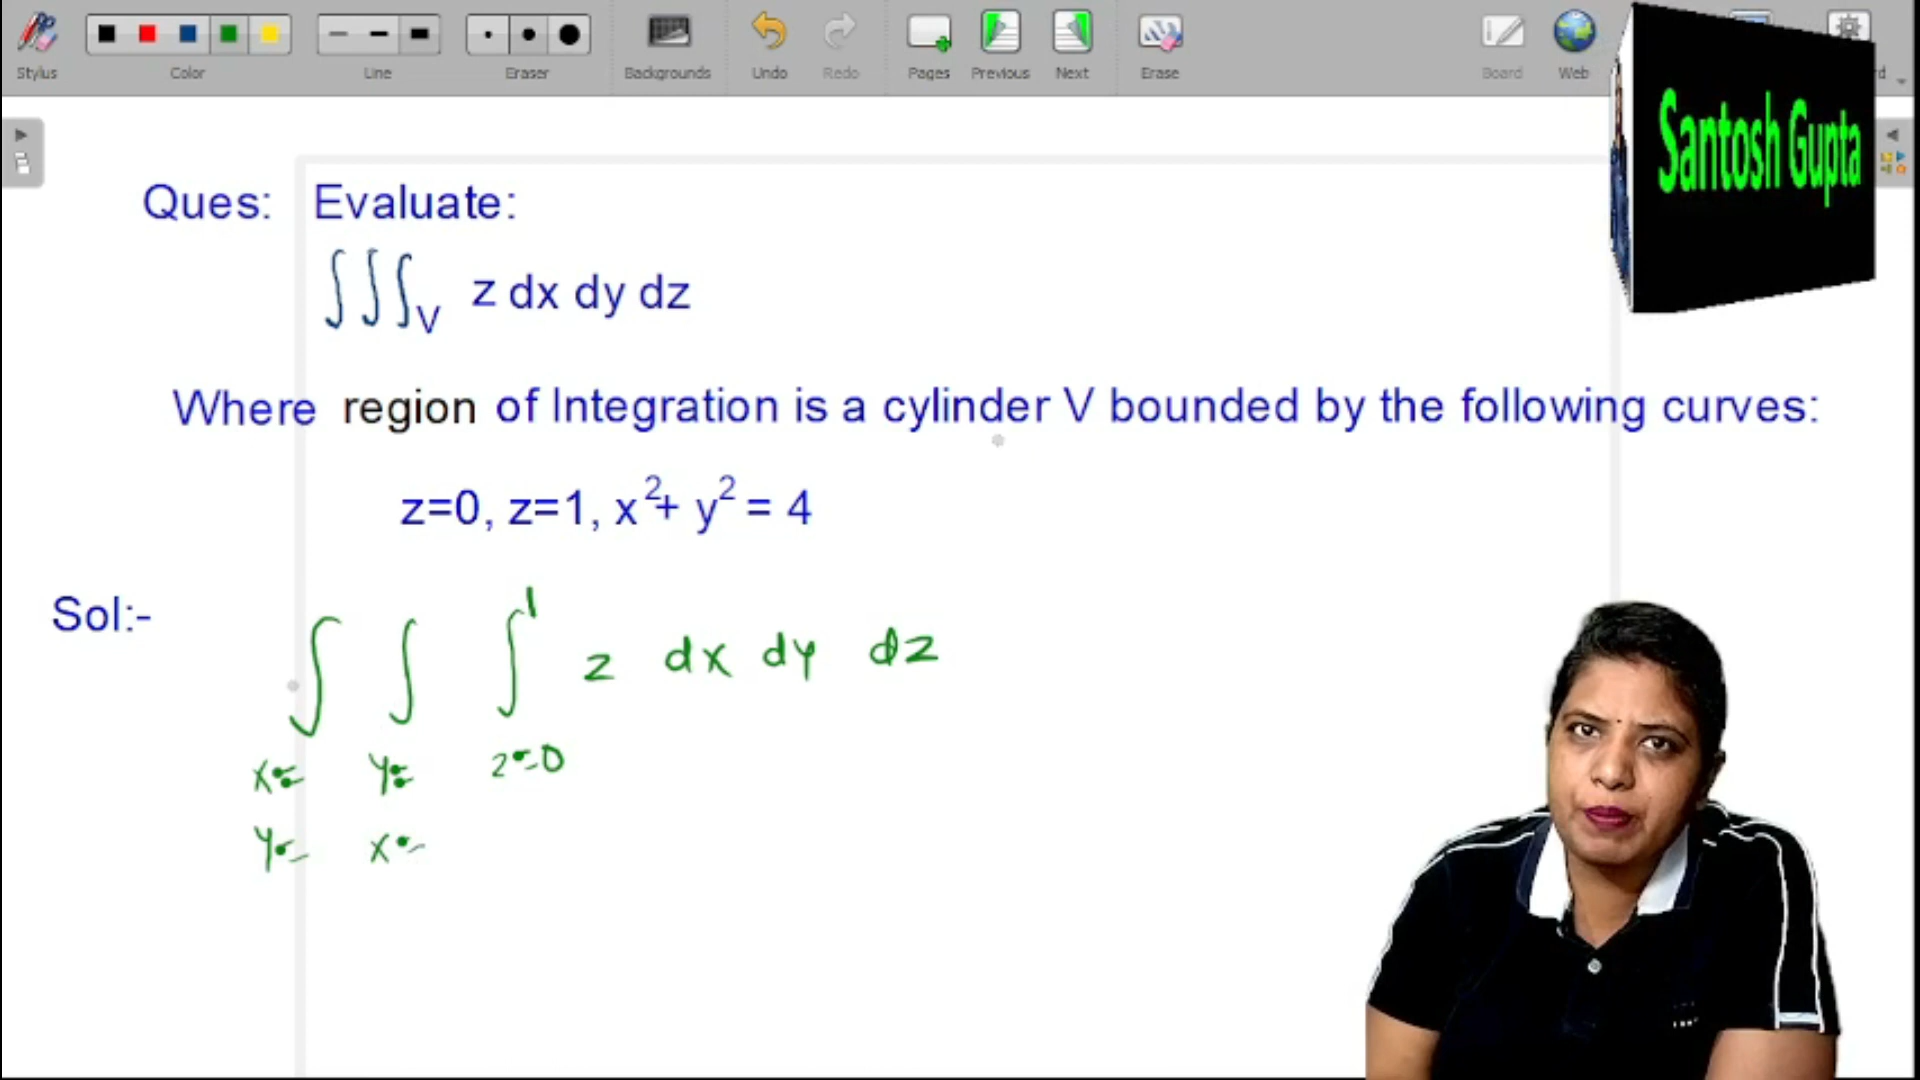 Stylus Color Line Eraser Backgrounds Undo Redo Pages Previous Next Erase Board Web
Santosh Gupta
Ques: Evaluate:
∫∫∫V z dx dy dz
Where region of Integration is a cylinder V bounded by the following curves:
z=0, z=1, x²+ y² = 4
Sol:-
∫ ∫ ∫¹ z dx dy dz
x= y= z=0
y= x=